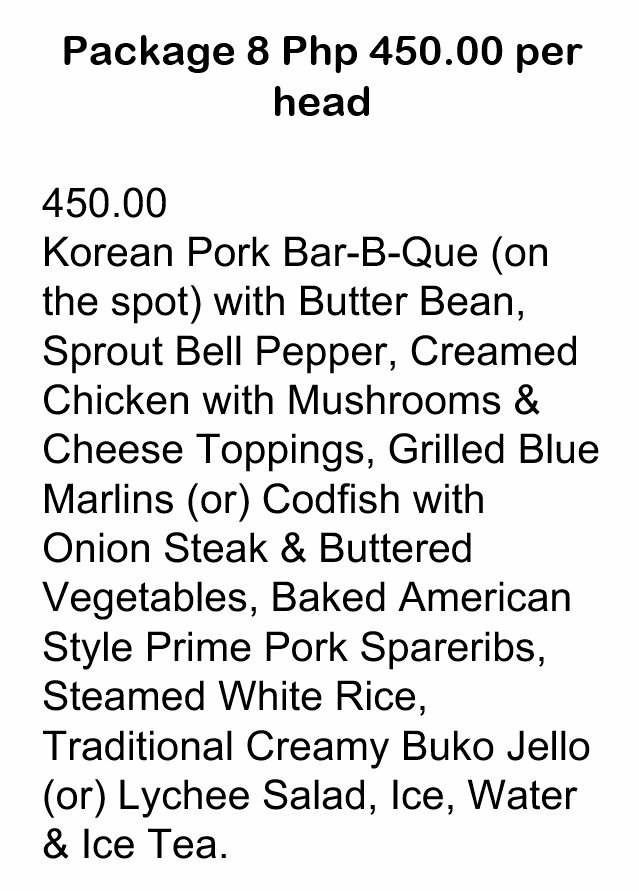 Package 8 Php 450.00 per
head
450.00
Korean Pork Bar-B-Que (on
the spot) with Butter Bean,
Sprout Bell Pepper, Creamed
Chicken with Mushrooms &
Cheese Toppings, Grilled Blue
Marlins (or) Codfish with
Onion Steak & Buttered
Vegetables, Baked American
Style Prime Pork Spareribs,
Steamed White Rice,
Traditional Creamy Buko Jello
(or) Lychee Salad, Ice, Water
& Ice Tea.